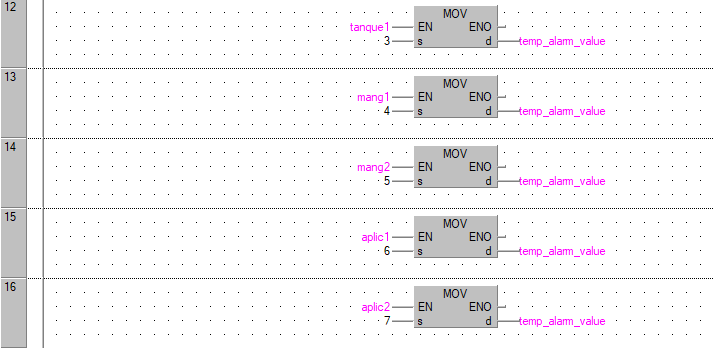 12
MOV
tanque1 EN ENO
3 s d temp_alarm_value
13
MOV
mang1 EN ENO
4 s d temp_alarm_value
14
MOV
mang2 EN ENO
5 s d temp_alarm_value
15
MOV
aplic1 EN ENO
6 s d temp_alarm_value
16
MOV
aplic2 EN ENO
7 s d temp_alarm_value